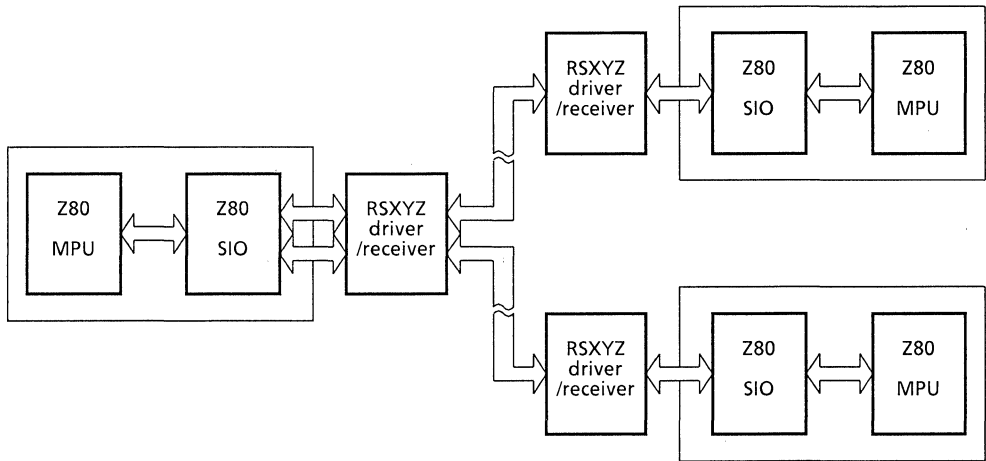 RSXYZ
driver
/receiver
Z80
SIO
Z80
MPU
Z80
MPU
Z80
SIO
RSXYZ
driver
/receiver
RSXYZ
driver
/receiver
Z80
SIO
Z80
MPU